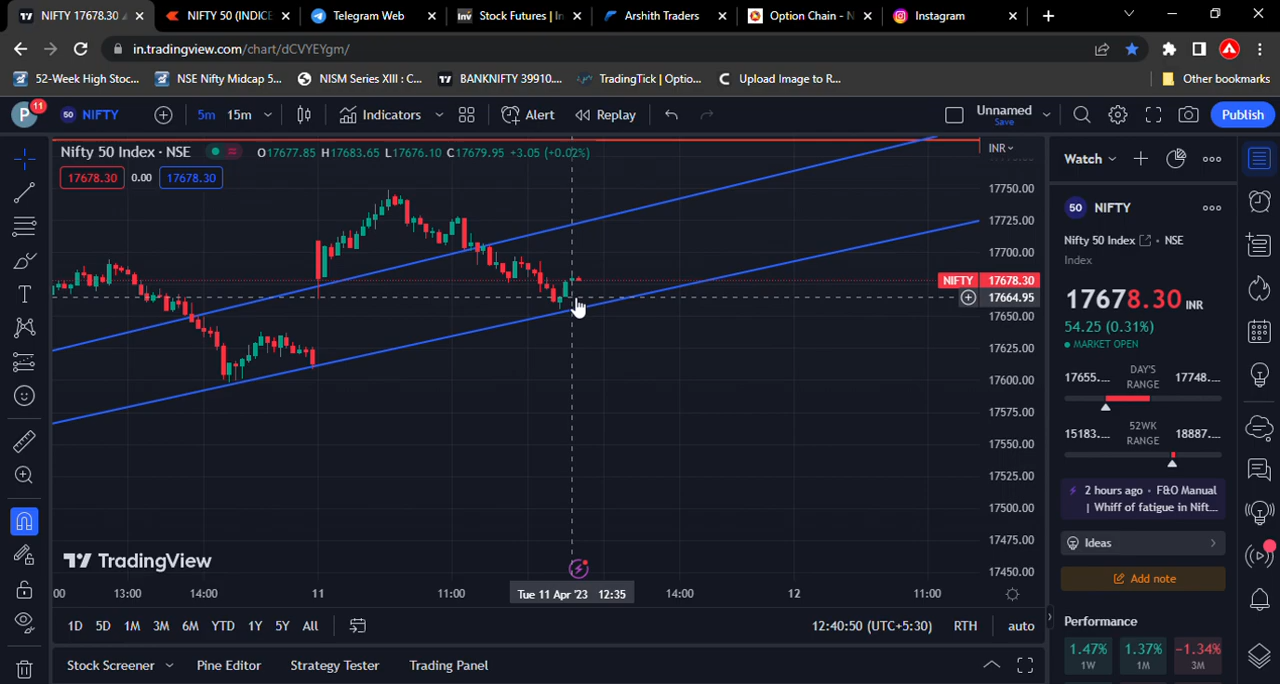 NIFTY 17678.30
NIFTY 50 (INDICE
Telegram Web
Stock Futures | In
Arshith Traders
Option Chain - N
Instagram
in.tradingview.com/chart/dCVYEYgm/
52-Week High Stoc...
NSE Nifty Midcap 5...
NISM Series XIII : C...
BANKNIFTY 39910....
TradingTick | Optio...
Upload Image to R...
Other bookmarks
P 11
50 NIFTY
5m 15m
Indicators
Alert
Replay
Unnamed
Save
Publish
Nifty 50 Index · NSE
O17677.85 H17683.65 L17676.10 C17679.95 +3.05 (+0.02%)
17678.30 0.00 17678.30
INR
17750.00
17725.00
17700.00
NIFTY 17678.30
17664.95
17650.00
17625.00
17600.00
17575.00
17550.00
17525.00
17500.00
17475.00
17450.00
TradingView
:00 13:00 14:00 11 11:00 Tue 11 Apr '23 12:35 14:00 12 11:00
1D 5D 1M 3M 6M YTD 1Y 5Y All
12:40:50 (UTC+5:30) RTH auto
Stock Screener Pine Editor Strategy Tester Trading Panel
Watch
50 NIFTY
Nifty 50 Index · NSE
Index
17678.30 INR
54.25 (0.31%)
MARKET OPEN
17655.... DAY'S RANGE 17748....
15183.... 52WK RANGE 18887....
2 hours ago · F&O Manual
| Whiff of fatigue in Nift...
Ideas
Add note
Performance
1.47% 1.37% −1.34%
1W 1M 3M